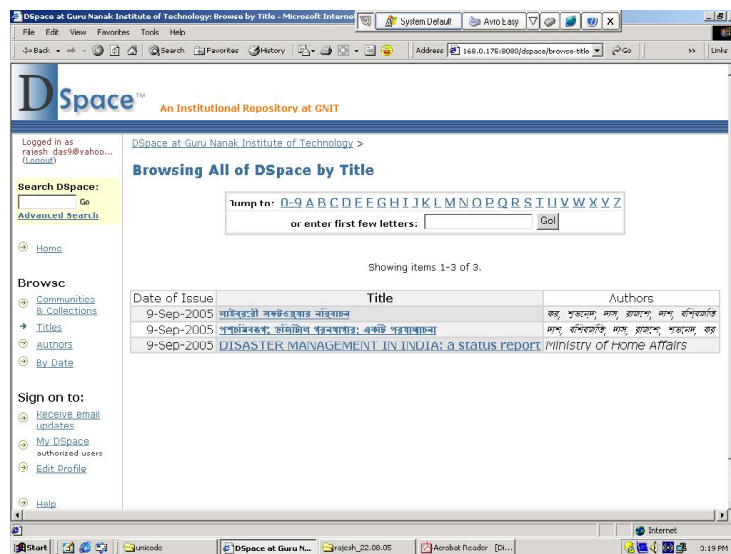 DSpace at Guru Nanak Institute of Technology: Browse by Title - Microsoft Interne
System Default Avro Easy
File Edit View Favorites Tools Help
Back Search Favorites History Address 168.0.175:8080/dspace/browse-title Go Links
DSpace™ An Institutional Repository at GNIT
Logged in as
rajesh_das9@yahoo...
(Logout)
DSpace at Guru Nanak Institute of Technology >
Browsing All of DSpace by Title
Search DSpace:
Go
Advanced Search
Jump to: 0-9 A B C D E F G H I J K L M N O P Q R S T U V W X Y Z
or enter first few letters: Go!
Home
Showing items 1-3 of 3.
Browse
Communities
& Collections
Titles
Authors
By Date
Date of Issue Title Authors
9-Sep-2005
9-Sep-2005
9-Sep-2005 DISASTER MANAGEMENT IN INDIA: a status report Ministry of Home Affairs
Sign on to:
Receive email
updates
My DSpace
authorized users
Edit Profile
Help
Internet
Start unicode DSpace at Guru N... rajesh_22.08.05 Acrobat Reader [Di... 3:19 PM